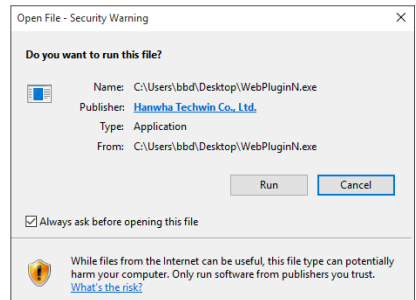 Open File - Security Warning
Do you want to run this file?
Name: C:\Users\bbd\Desktop\WebPluginN.exe
Publisher: Hanwha Techwin Co., Ltd.
Type: Application
From: C:\Users\bbd\Desktop\WebPluginN.exe
Run Cancel
Always ask before opening this file
While files from the Internet can be useful, this file type can potentially
harm your computer. Only run software from publishers you trust.
What's the risk?